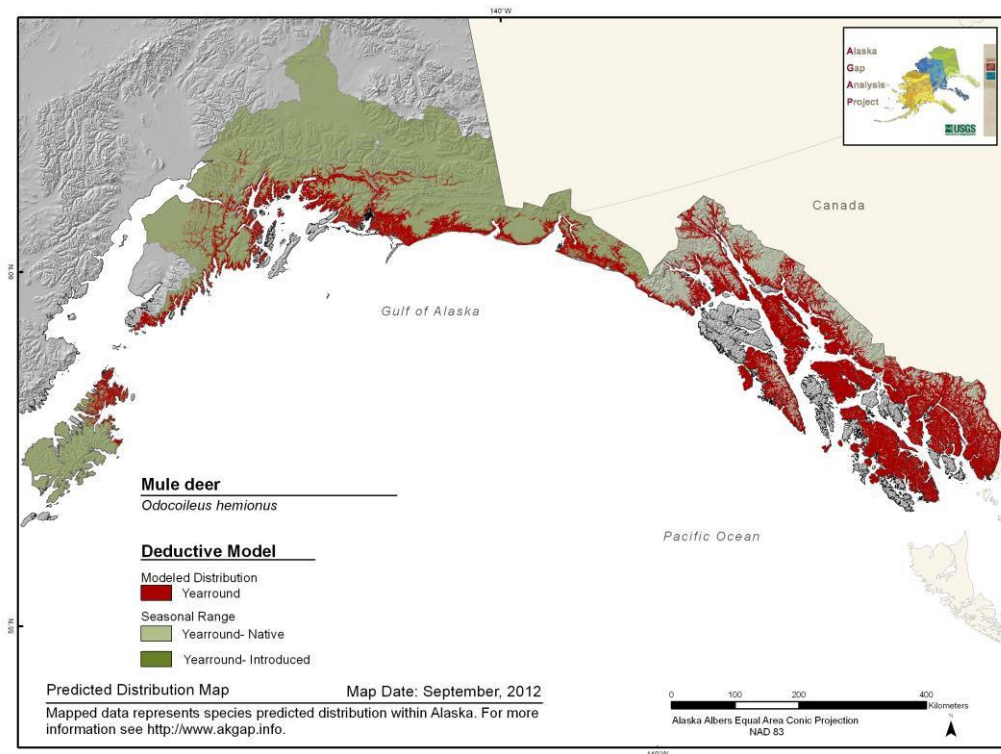 140°W
Alaska
Gap
Analysis
Project
USGS
Canada
60°N
Gulf of Alaska
Mule deer
Odocoileus hemionus
Pacific Ocean
Deductive Model
Modeled Distribution
Yearround
Seasonal Range
Yearround- Native
55°N
Yearround- Introduced
Predicted Distribution Map Map Date: September, 2012
Mapped data represents species predicted distribution within Alaska. For more
information see http://www.akgap.info.
0 100 200 400
Kilometers
Alaska Albers Equal Area Conic Projection
NAD 83
N